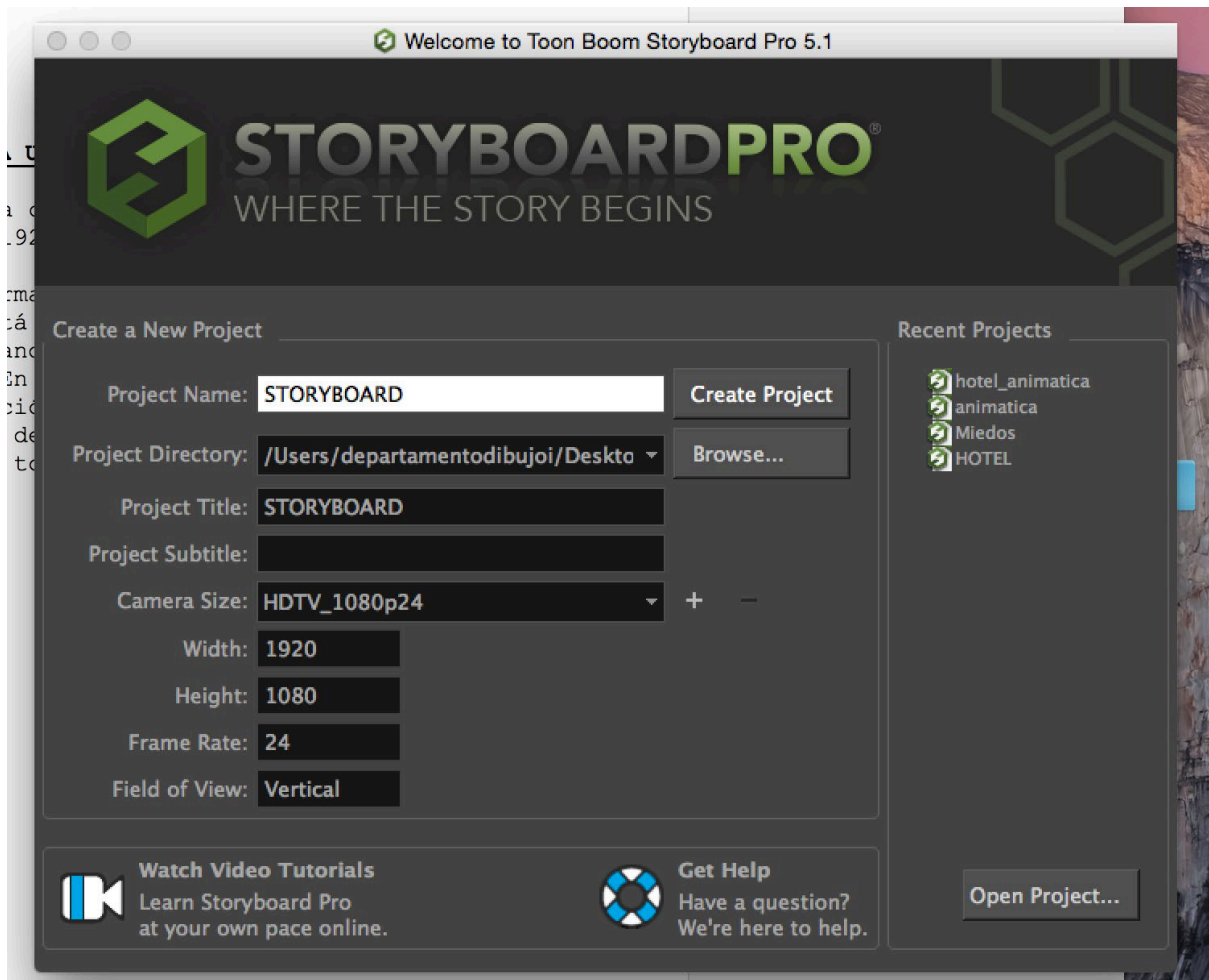 Welcome to Toon Boom Storyboard Pro 5.1
STORYBOARDPRO®
WHERE THE STORY BEGINS
Create a New Project
Project Name: STORYBOARD Create Project
Project Directory: /Users/departamentodibujoi/Deskto Browse...
Project Title: STORYBOARD
Project Subtitle:
Camera Size: HDTV_1080p24 + −
Width: 1920
Height: 1080
Frame Rate: 24
Field of View: Vertical
Recent Projects
hotel_animatica
animatica
Miedos
HOTEL
Watch Video Tutorials
Learn Storyboard Pro
at your own pace online.
Get Help
Have a question?
We're here to help.
Open Project...